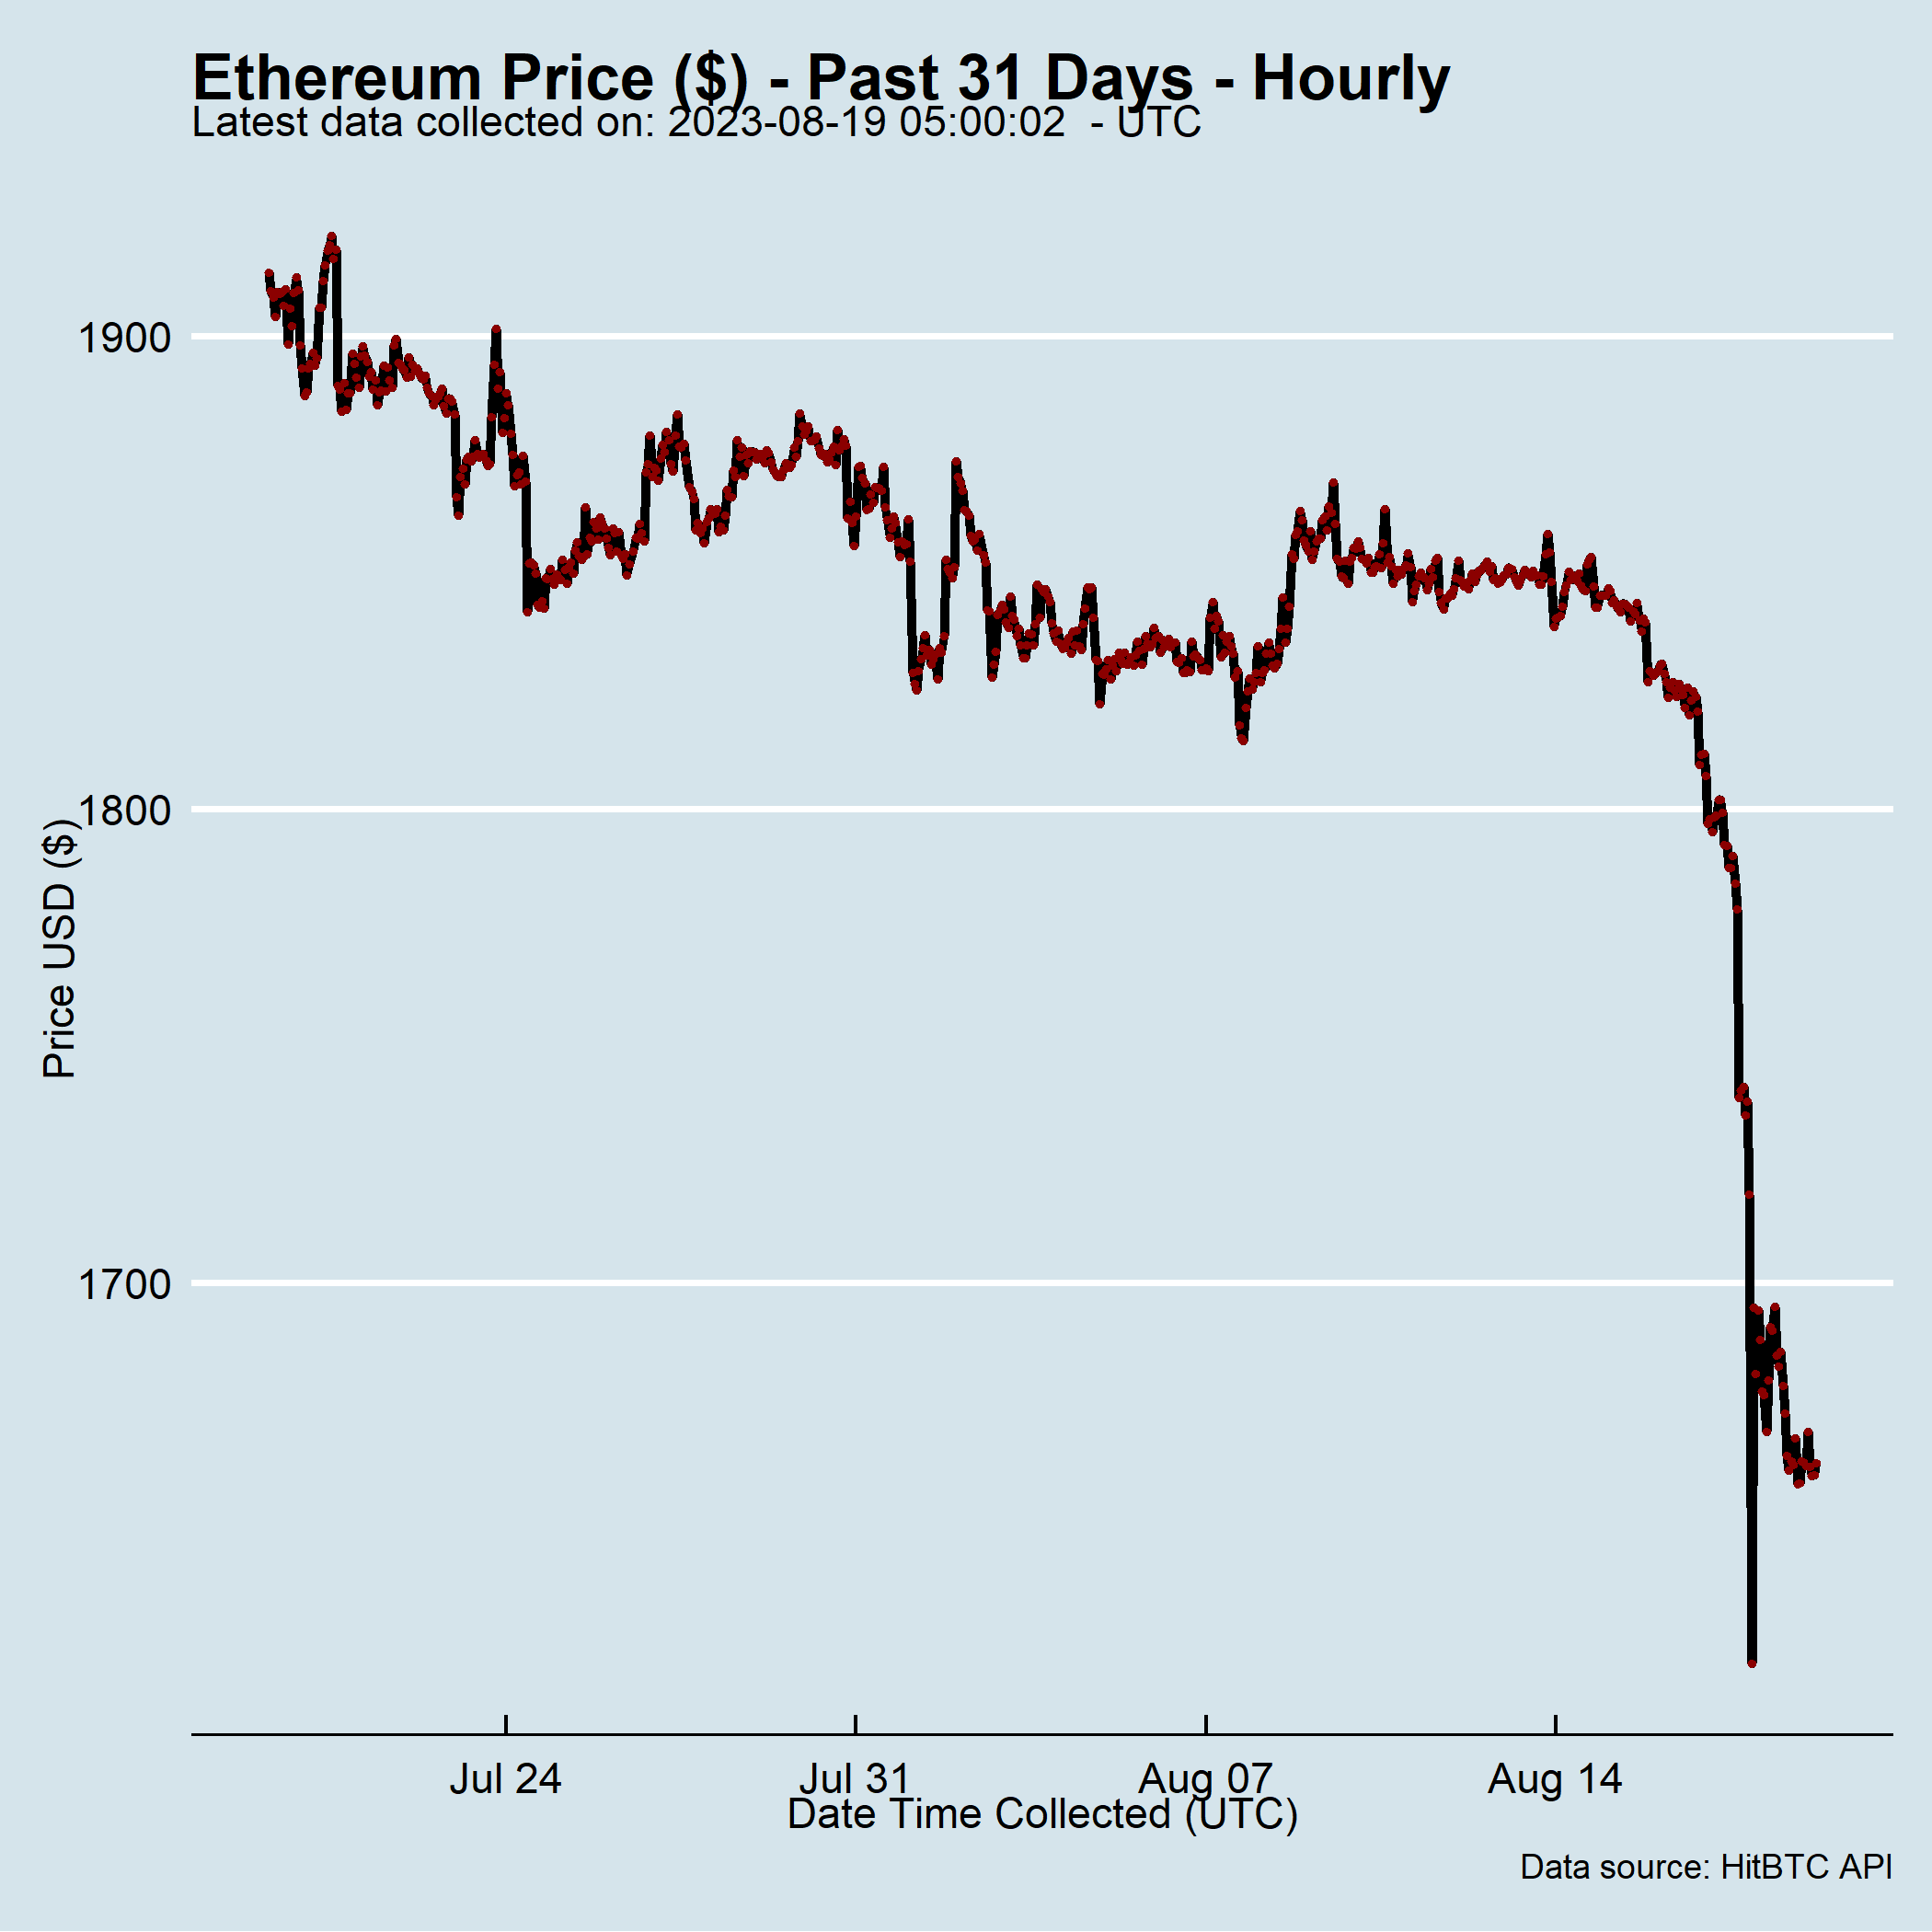 Ethereum Price ($) - Past 31 Days - Hourly
Latest data collected on: 2023-08-19 05:00:02  - UTC
1900
1800
1700
Price USD ($)
Jul 24
Jul 31
Aug 07
Aug 14
Date Time Collected (UTC)
Data source: HitBTC API